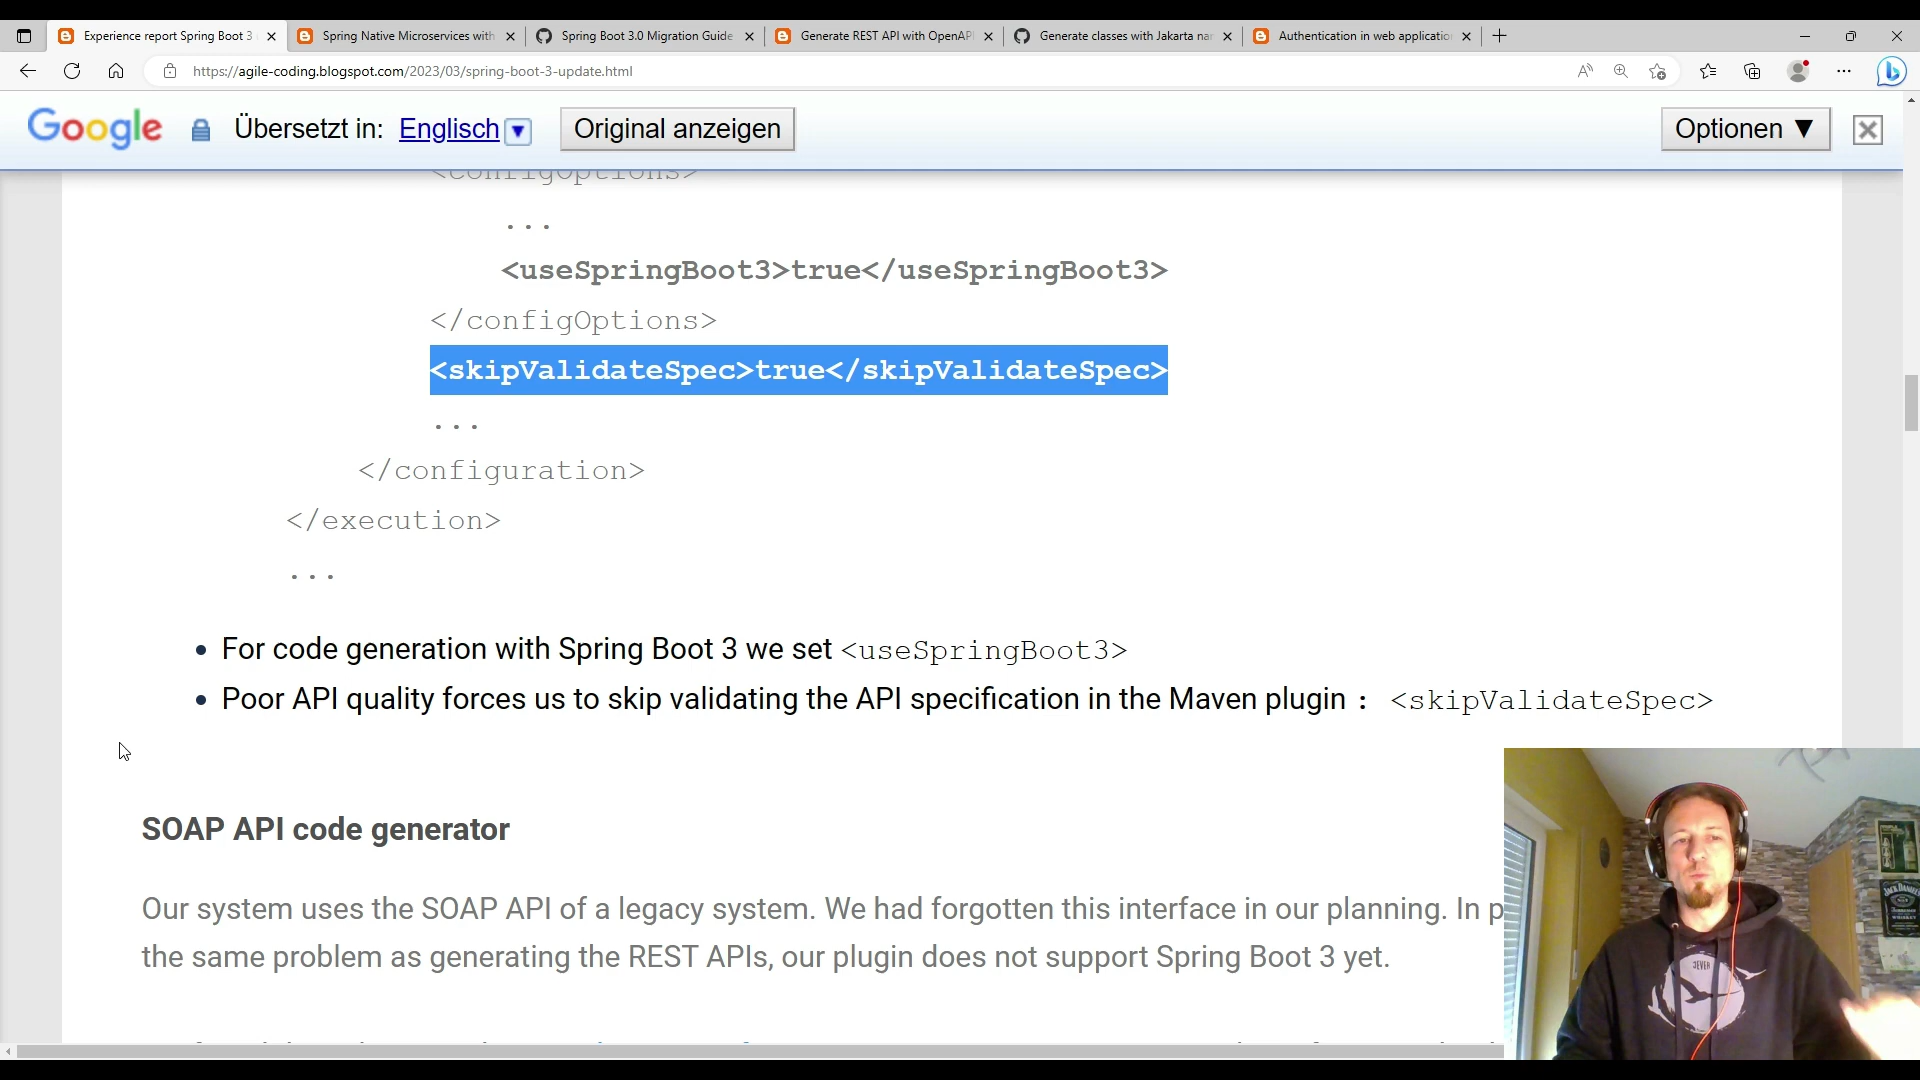 Experience report Spring Boot 3
Spring Native Microservices with
Spring Boot 3.0 Migration Guide
Generate REST API with OpenAPI
Generate classes with Jakarta na
Authentication in web applicatio
https://agile-coding.blogspot.com/2023/03/spring-boot-3-update.html
Google Übersetzt in: Englisch ▼ Original anzeigen Optionen ▼
<configOptions>
...
<useSpringBoot3>true</useSpringBoot3>
</configOptions>
<skipValidateSpec>true</skipValidateSpec>
...
</configuration>
</execution>
...
• For code generation with Spring Boot 3 we set <useSpringBoot3>
• Poor API quality forces us to skip validating the API specification in the Maven plugin : <skipValidateSpec>
SOAP API code generator
Our system uses the SOAP API of a legacy system. We had forgotten this interface in our planning. In p
the same problem as generating the REST APIs, our plugin does not support Spring Boot 3 yet.
JACK DANIEL'S